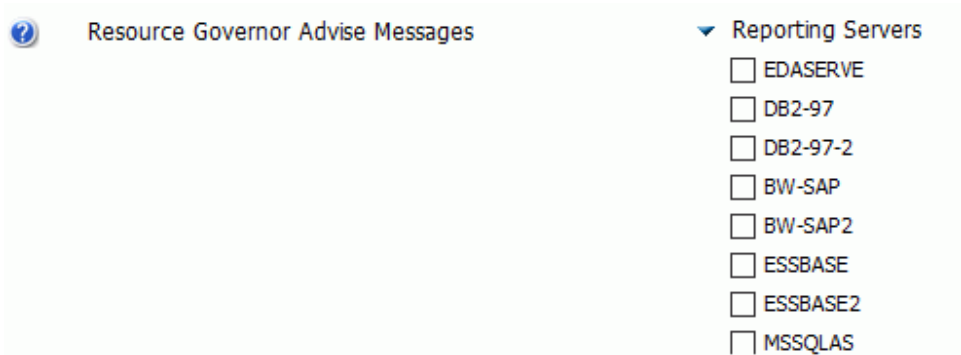 Resource Governor Advise Messages
Reporting Servers
EDASERVE
DB2-97
DB2-97-2
BW-SAP
BW-SAP2
ESSBASE
ESSBASE2
MSSQLAS